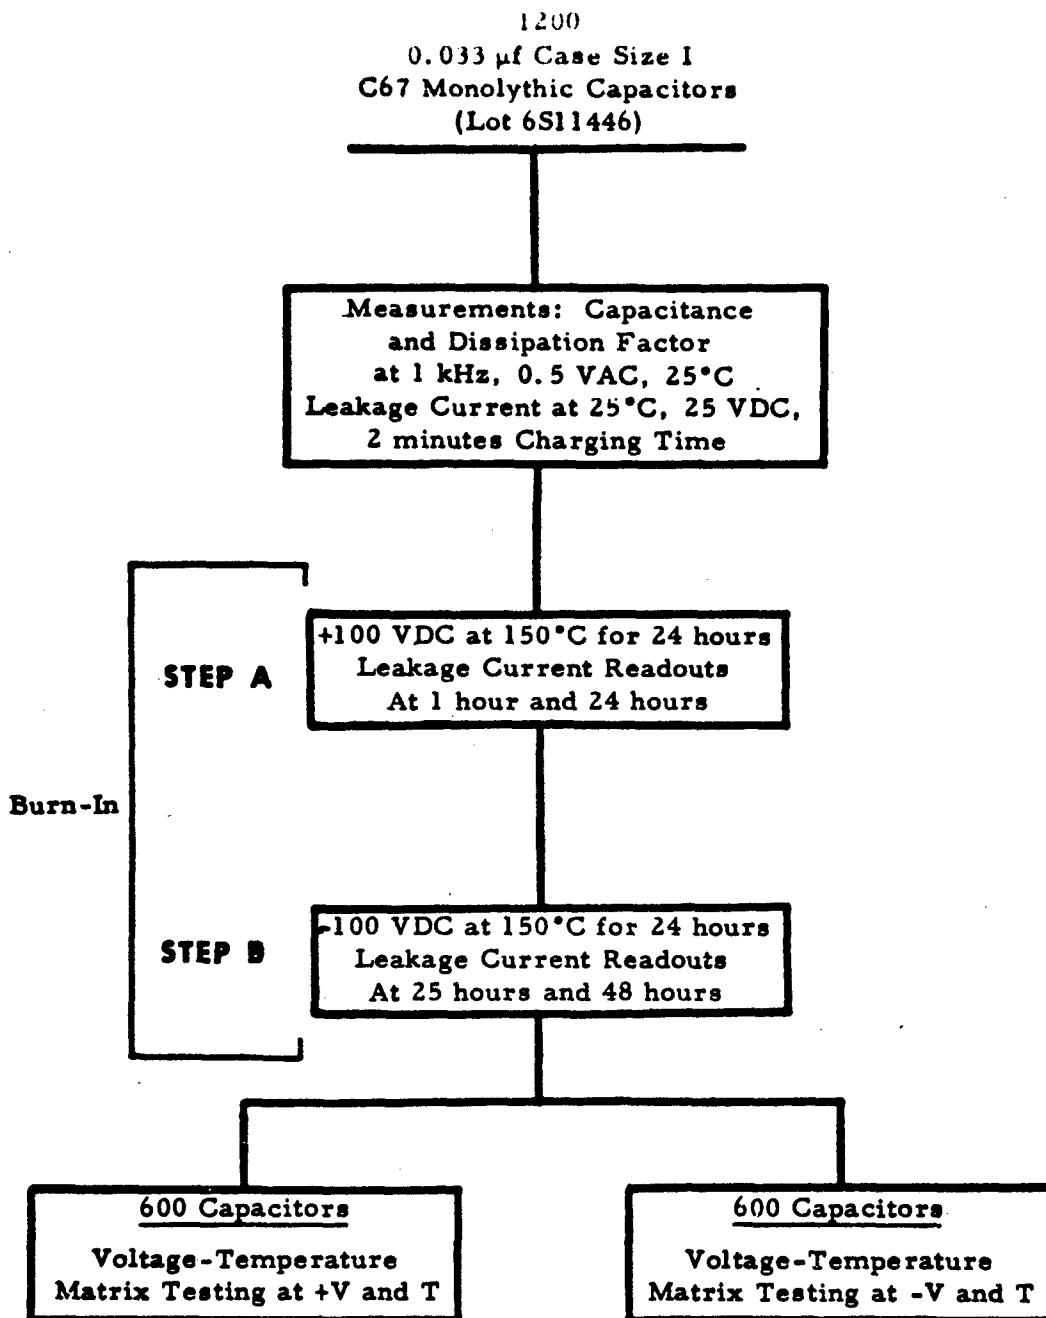 1200
0.033 µf Case Size I
C67 Monolythic Capacitors
(Lot 6S11446)
Measurements: Capacitance
and Dissipation Factor
at 1 kHz, 0.5 VAC, 25°C
Leakage Current at 25°C, 25 VDC,
2 minutes Charging Time
Burn-In
STEP A
+100 VDC at 150°C for 24 hours
Leakage Current Readouts
At 1 hour and 24 hours
STEP B
-100 VDC at 150°C for 24 hours
Leakage Current Readouts
At 25 hours and 48 hours
600 Capacitors
Voltage-Temperature
Matrix Testing at +V and T
600 Capacitors
Voltage-Temperature
Matrix Testing at -V and T